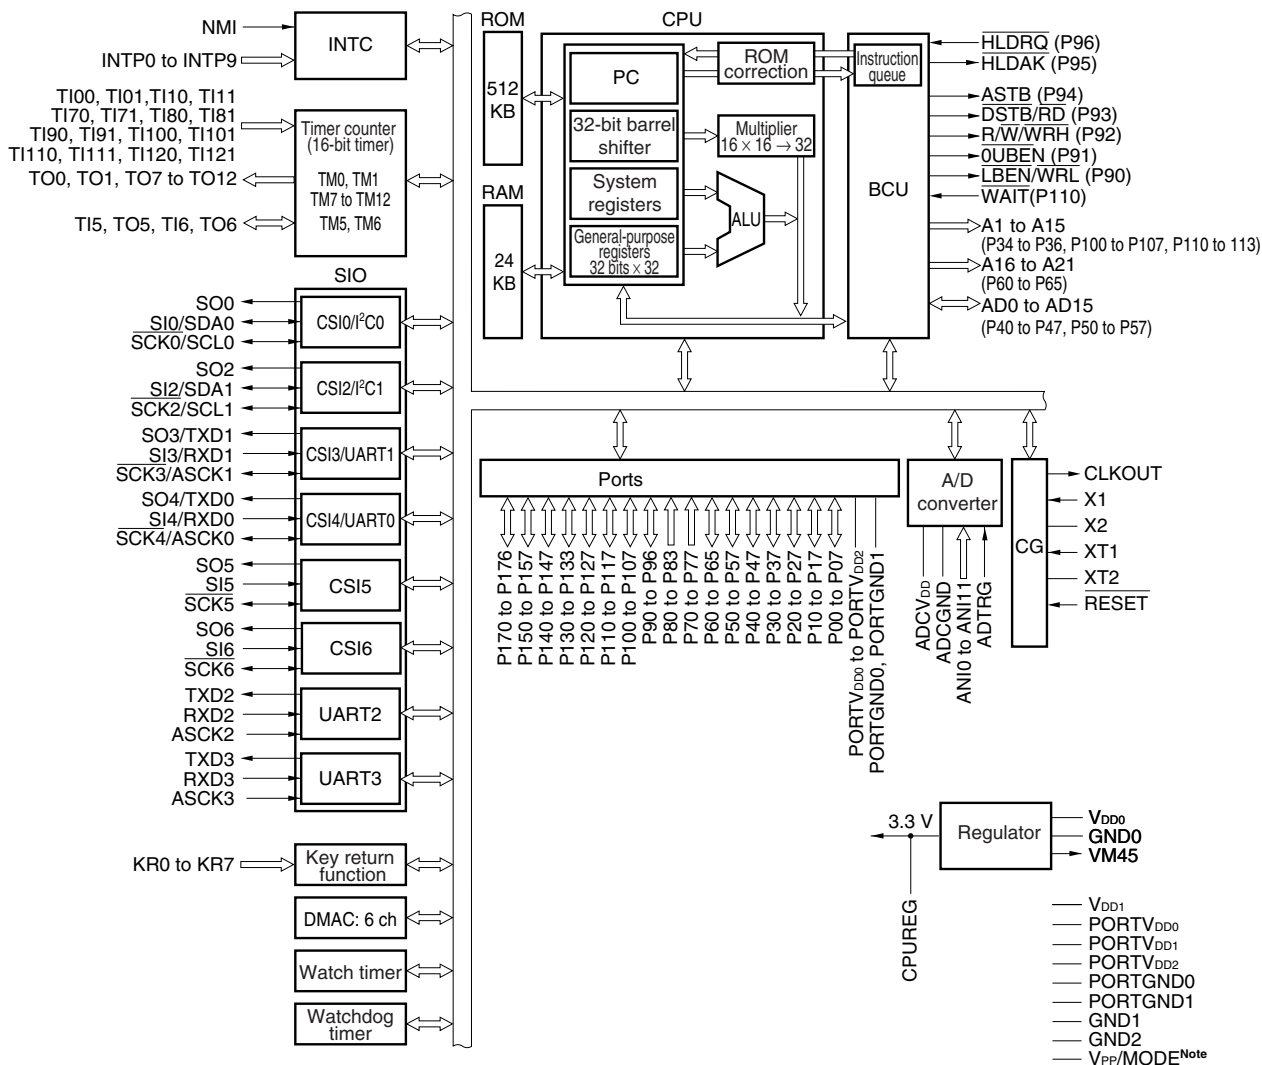 NMI
INTP0 to INTP9
INTC
TI00, TI01,TI10, TI11
TI70, TI71, TI80, TI81
TI90, TI91, TI100, TI101
TI110, TI111, TI120, TI121
TO0, TO1, TO7 to TO12
TI5, TO5, TI6, TO6
Timer counter
(16-bit timer)
TM0, TM1
TM7 to TM12
TM5, TM6
SIO
SO0
SI0/SDA0
SCK0/SCL0
CSI0/I²C0
SO2
SI2/SDA1
SCK2/SCL1
CSI2/I²C1
SO3/TXD1
SI3/RXD1
SCK3/ASCK1
CSI3/UART1
SO4/TXD0
SI4/RXD0
SCK4/ASCK0
CSI4/UART0
SO5
SI5
SCK5
CSI5
SO6
SI6
SCK6
CSI6
TXD2
RXD2
ASCK2
UART2
TXD3
RXD3
ASCK3
UART3
KR0 to KR7
Key return
function
DMAC: 6 ch
Watch timer
Watchdog
timer
ROM
512
KB
RAM
24
KB
CPU
PC
32-bit barrel
shifter
System
registers
General-purpose
registers
32 bits × 32
ROM
correction
Multiplier
16 × 16 → 32
ALU
Instruction
queue
BCU
HLDRQ (P96)
HLDAK (P95)
ASTB (P94)
DSTB/RD (P93)
R/W/WRH (P92)
0UBEN (P91)
LBEN/WRL (P90)
WAIT(P110)
A1 to A15
(P34 to P36, P100 to P107, P110 to 113)
A16 to A21
(P60 to P65)
AD0 to AD15
(P40 to P47, P50 to P57)
Ports
P170 to P176
P150 to P157
P140 to P147
P130 to P133
P120 to P127
P110 to P117
P100 to P107
P90 to P96
P80 to P83
P70 to P77
P60 to P65
P50 to P57
P40 to P47
P30 to P37
P20 to P27
P10 to P17
P00 to P07
PORTVDD0 to PORTVDD2
PORTGND0, PORTGND1
A/D
converter
ADCVDD
ADCGND
ANI0 to ANI11
ADTRG
CG
CLKOUT
X1
X2
XT1
XT2
RESET
3.3 V
CPUREG
Regulator
VDD0
GND0
VM45
VDD1
PORTVDD0
PORTVDD1
PORTVDD2
PORTGND0
PORTGND1
GND1
GND2
VPP/MODENote